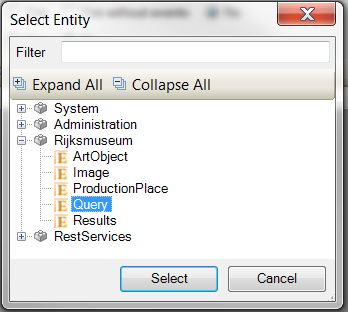 Select Entity
Filter
Expand All Collapse All
System
Administration
Rijksmuseum
E ArtObject
E Image
E ProductionPlace
E Query
E Results
RestServices
Select Cancel